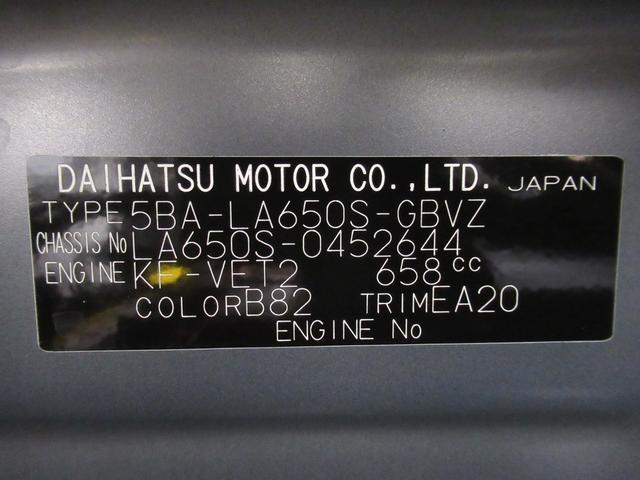 DAIHATSU MOTOR CO.,LTD. JAPAN
TYPE 5BA-LA650S-GBVZ
CHASSIS No LA650S-0452644
ENGINE KF-VET2 658cc
COLOR B82 TRIM EA20
ENGINE No